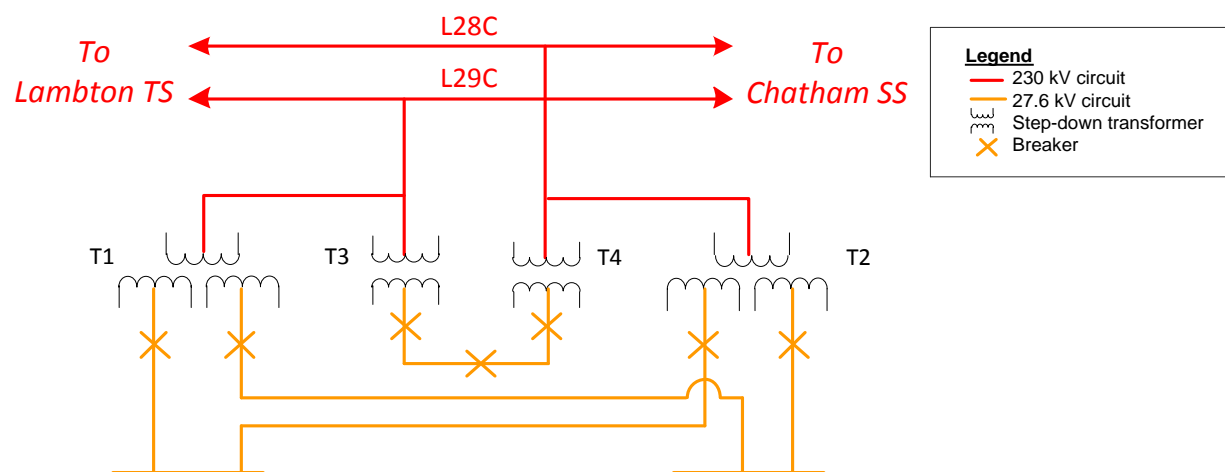 L28C
To
Lambton TS
L29C
To
Chatham SS
Legend
230 kV circuit
27.6 kV circuit
Step-down transformer
Breaker
T1
T3
T4
T2